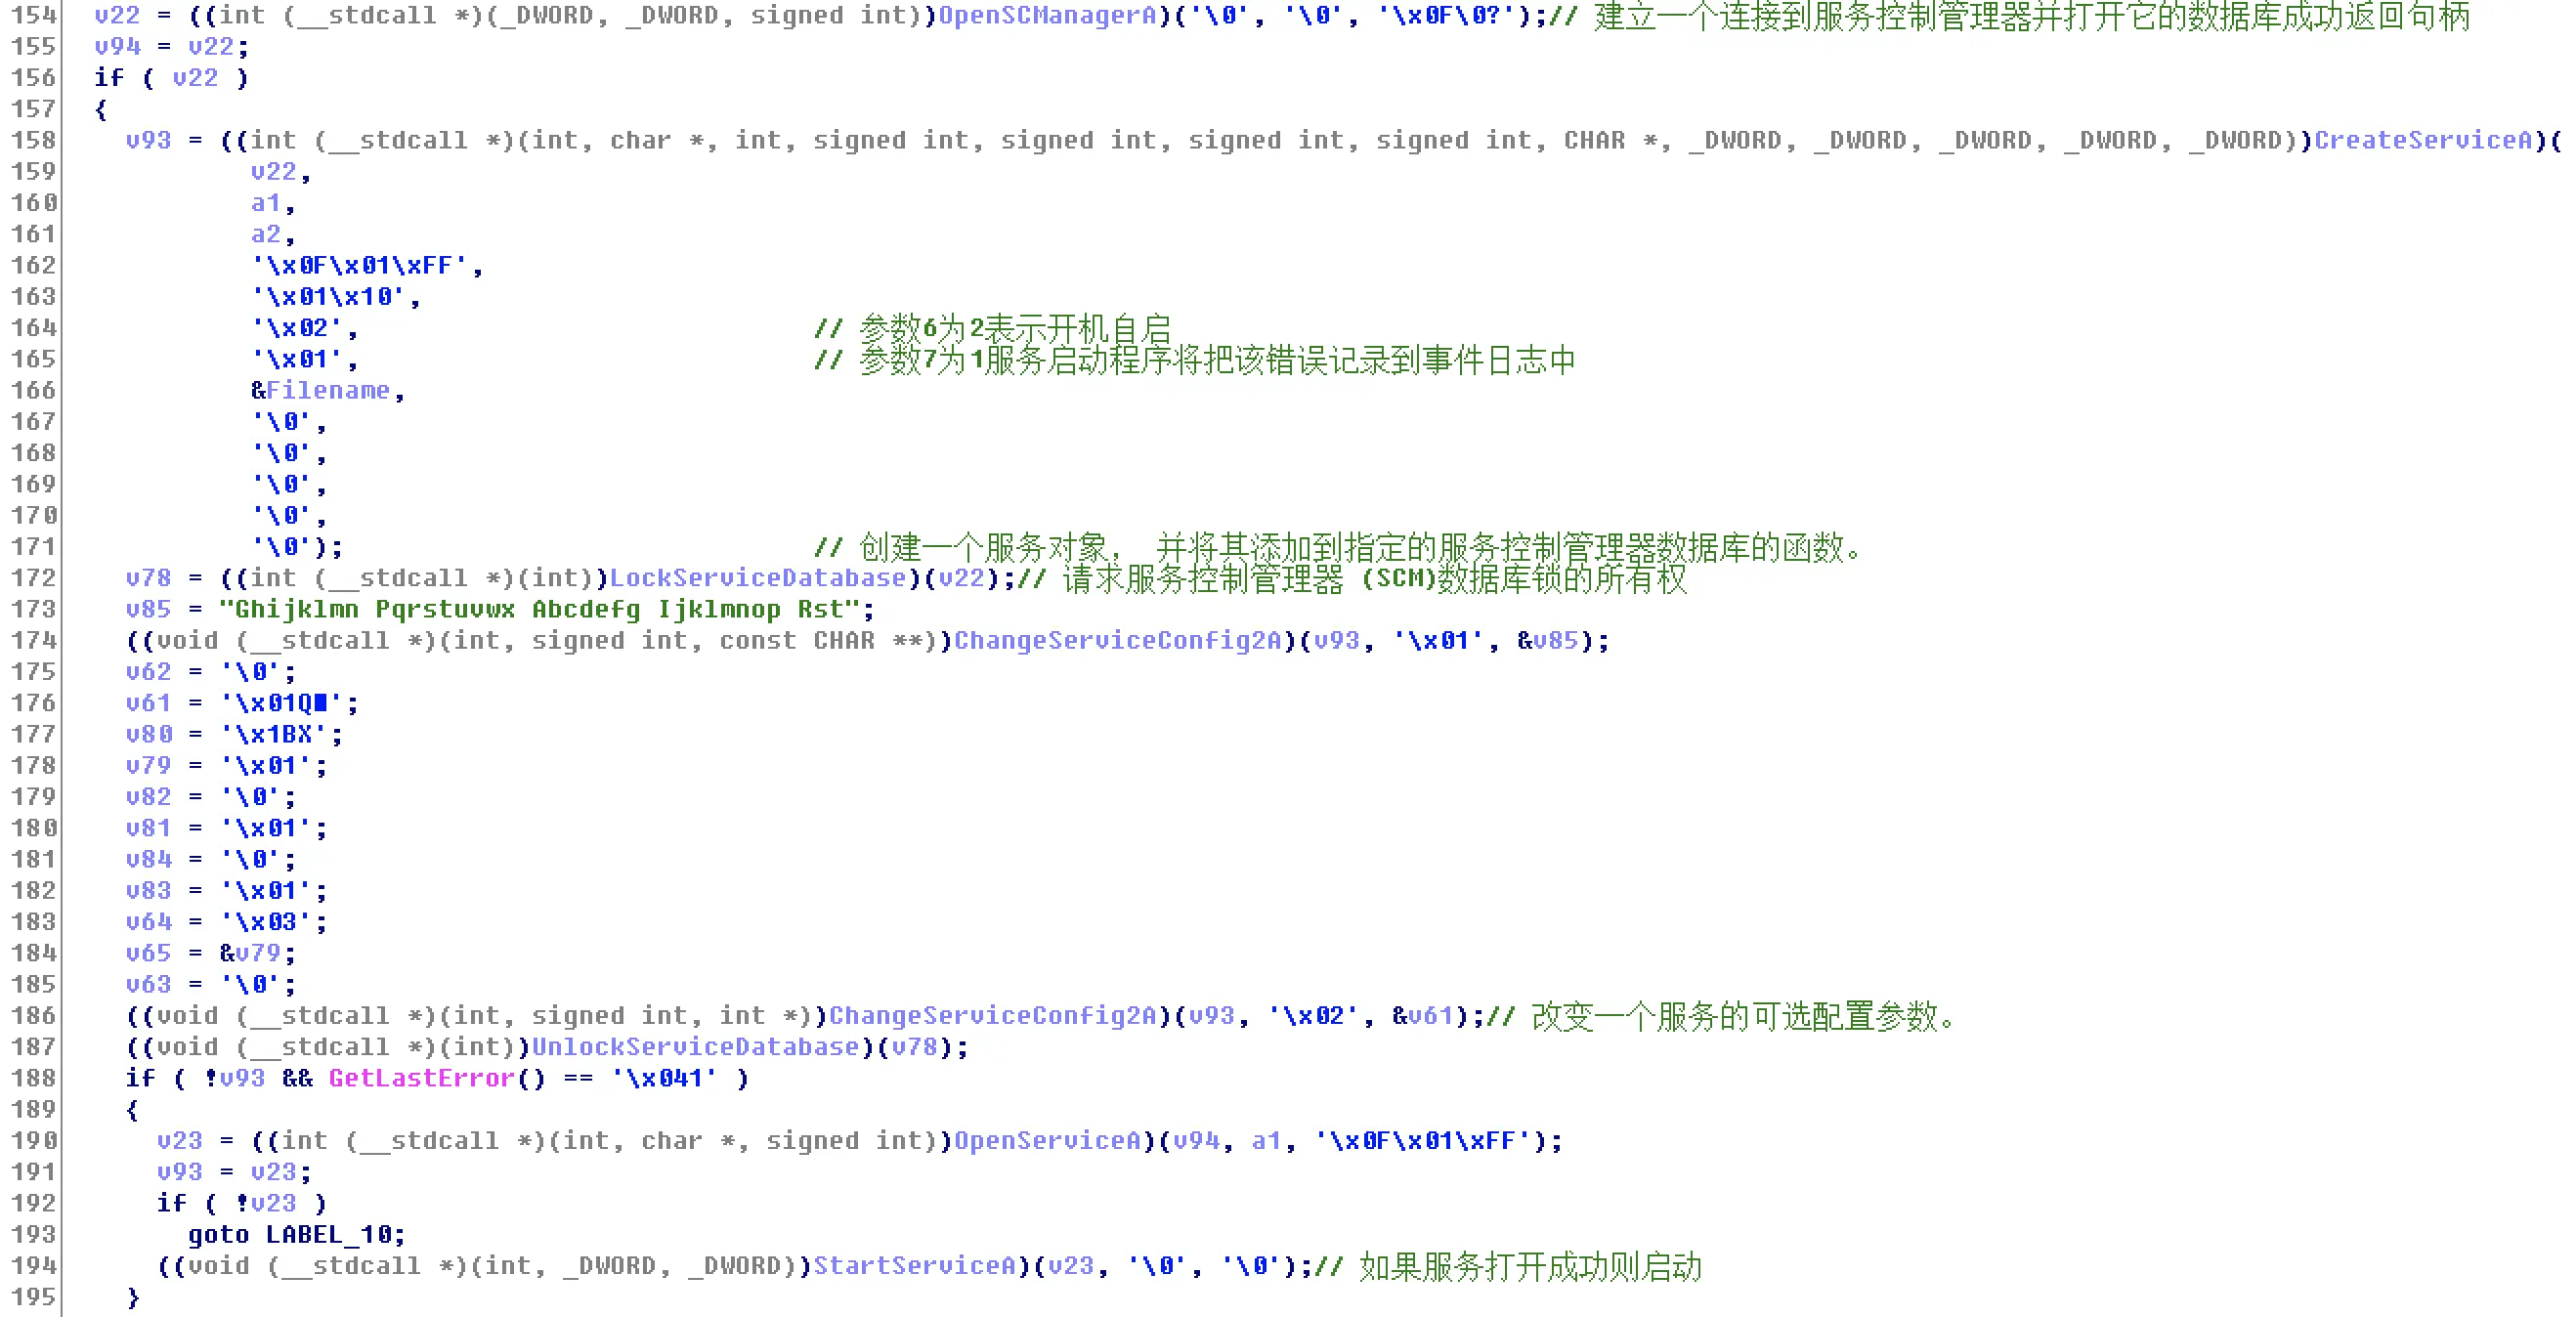 154 v22 = ((int (__stdcall *)(_DWORD, _DWORD, signed int))OpenSCManagerA)('\0', '\0', '\x0F\0?');// 建立一个连接到服务控制管理器并打开它的数据库成功返回句柄
155 v94 = v22;
156 if ( v22 )
157 {
158 v93 = ((int (__stdcall *)(int, char *, int, signed int, signed int, signed int, signed int, CHAR *, _DWORD, _DWORD, _DWORD, _DWORD, _DWORD))CreateServiceA)(
159 v22,
160 a1,
161 a2,
162 '\x0F\x01\xFF',
163 '\x01\x10',
164 '\x02', // 参数6为2表示开机自启
165 '\x01', // 参数7为1服务启动程序将把该错误记录到事件日志中
166 &Filename,
167 '\0',
168 '\0',
169 '\0',
170 '\0',
171 '\0'); // 创建一个服务对象， 并将其添加到指定的服务控制管理器数据库的函数。
172 v78 = ((int (__stdcall *)(int))LockServiceDatabase)(v22);// 请求服务控制管理器 (SCM)数据库锁的所有权
173 v85 = "Ghijklmn Pqrstuvwx Abcdefg Ijklmnop Rst";
174 ((void (__stdcall *)(int, signed int, const CHAR **))ChangeServiceConfig2A)(v93, '\x01', &v85);
175 v62 = '\0';
176 v61 = '\x01Q■';
177 v80 = '\x1BX';
178 v79 = '\x01';
179 v82 = '\0';
180 v81 = '\x01';
181 v84 = '\0';
182 v83 = '\x01';
183 v64 = '\x03';
184 v65 = &v79;
185 v63 = '\0';
186 ((void (__stdcall *)(int, signed int, int *))ChangeServiceConfig2A)(v93, '\x02', &v61);// 改变一个服务的可选配置参数。
187 ((void (__stdcall *)(int))UnlockServiceDatabase)(v78);
188 if ( !v93 && GetLastError() == '\x041' )
189 {
190 v23 = ((int (__stdcall *)(int, char *, signed int))OpenServiceA)(v94, a1, '\x0F\x01\xFF');
191 v93 = v23;
192 if ( !v23 )
193 goto LABEL_10;
194 ((void (__stdcall *)(int, _DWORD, _DWORD))StartServiceA)(v23, '\0', '\0');// 如果服务打开成功则启动
195 }